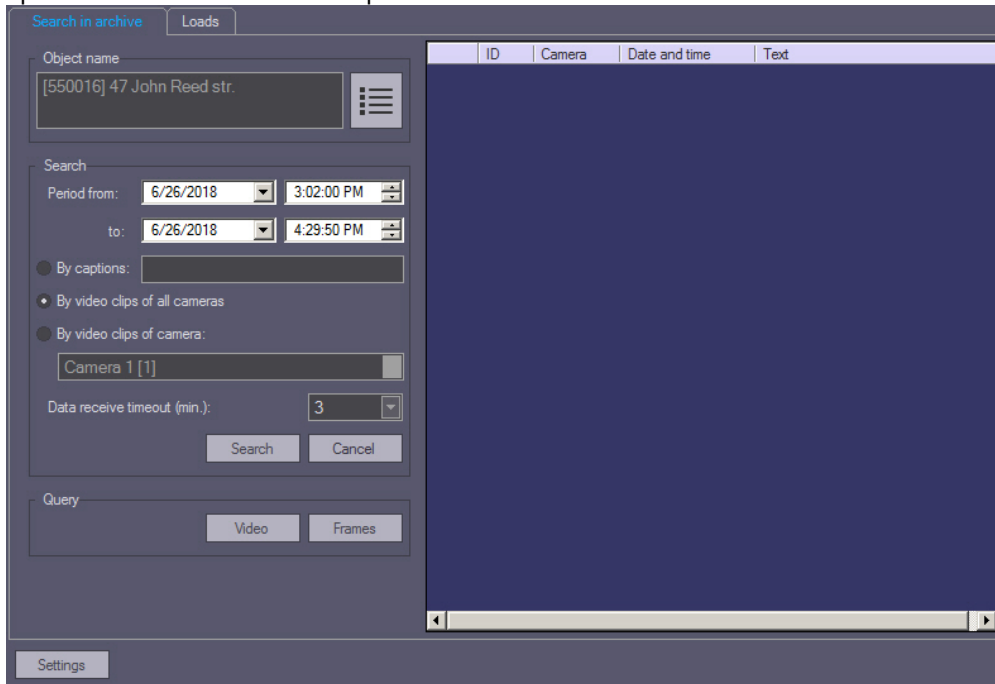 Search in archive Loads
Object name
[550016] 47 John Reed str.
Search
Period from: 6/26/2018 3:02:00 PM
to: 6/26/2018 4:29:50 PM
By captions:
By video clips of all cameras
By video clips of camera:
Camera 1 [1]
Data receive timeout (min.): 3
Search Cancel
Query
Video Frames
ID Camera Date and time Text
Settings